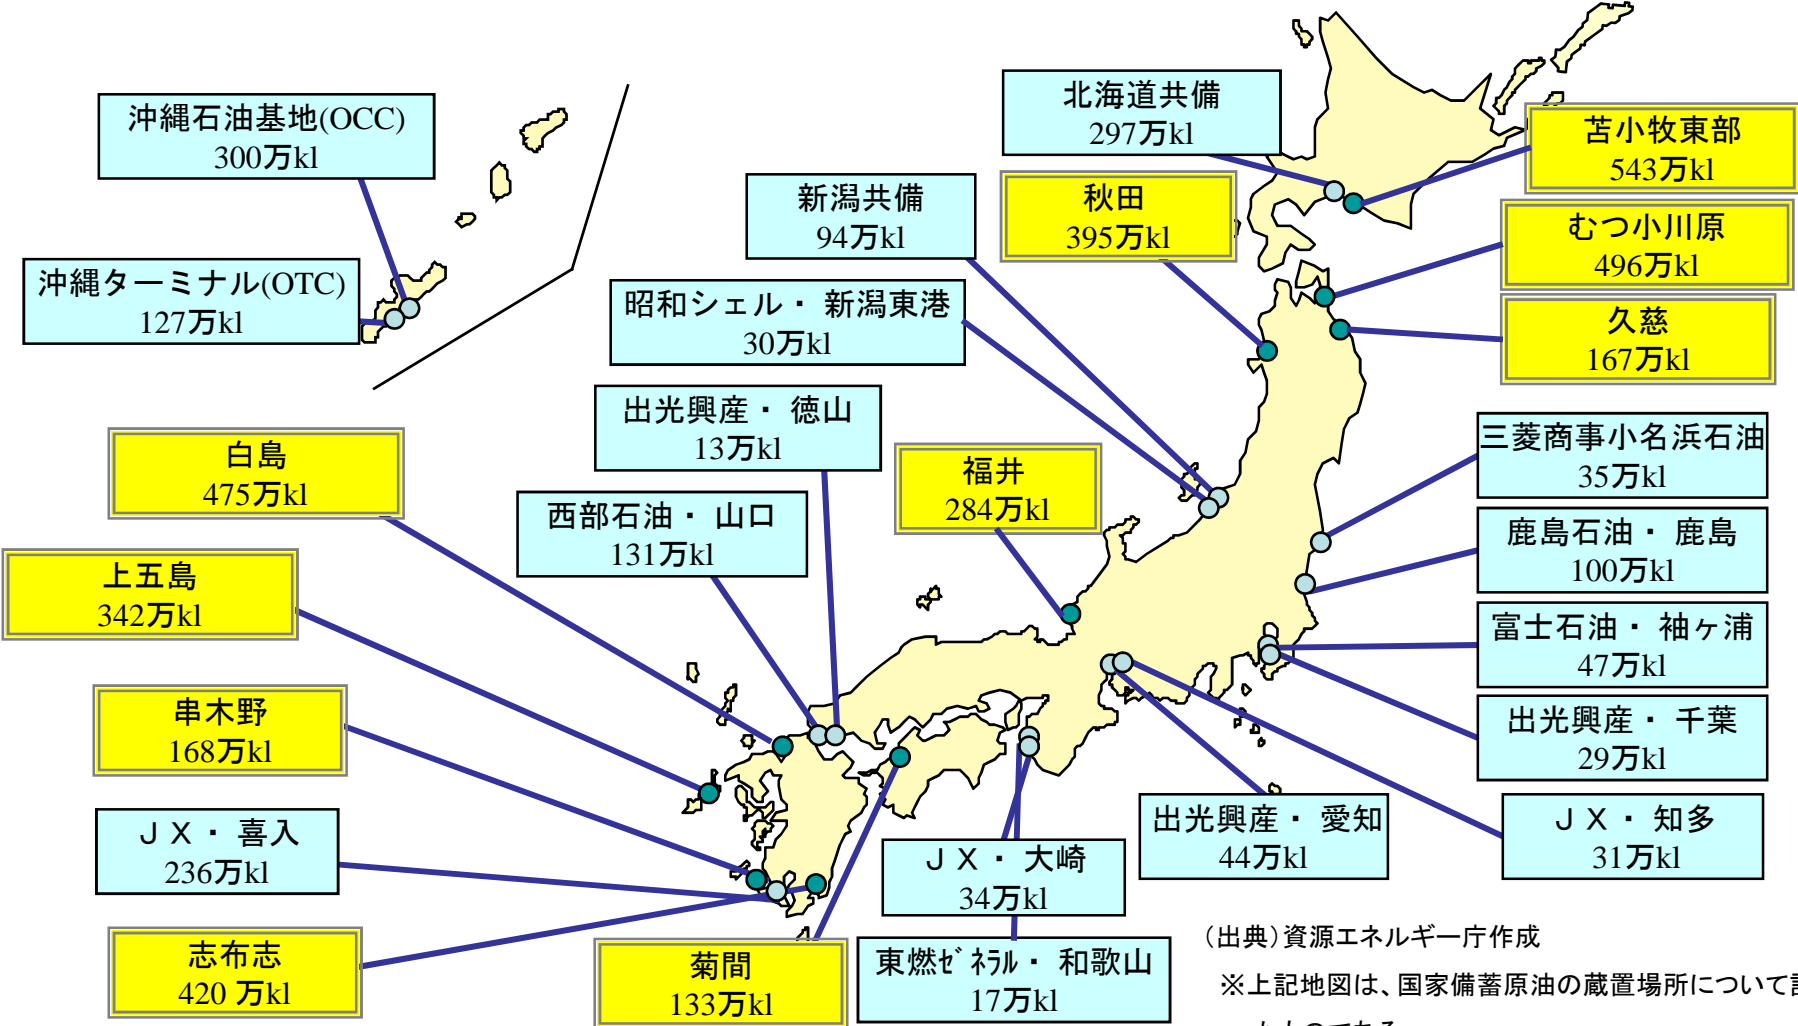 沖縄石油基地(OCC)
300万kl
沖縄ターミナル(OTC)
127万kl
北海道共備
297万kl
苫小牧東部
543万kl
新潟共備
94万kl
秋田
395万kl
むつ小川原
496万kl
昭和シェル・ 新潟東港
30万kl
久慈
167万kl
出光興産・ 徳山
13万kl
白島
475万kl
福井
284万kl
三菱商事小名浜石油
35万kl
西部石油・ 山口
131万kl
鹿島石油・ 鹿島
100万kl
上五島
342万kl
富士石油・ 袖ヶ浦
47万kl
串木野
168万kl
出光興産・ 千葉
29万kl
ＪＸ・ 喜入
236万kl
出光興産・ 愛知
44万kl
ＪＸ・ 知多
31万kl
ＪＸ・ 大崎
34万kl
志布志
420 万kl
菊間
133万kl
東燃ｾﾞﾈﾗﾙ・ 和歌山
17万kl
（出典）資源エネルギー庁作成
※上記地図は、国家備蓄原油の蔵置場所について